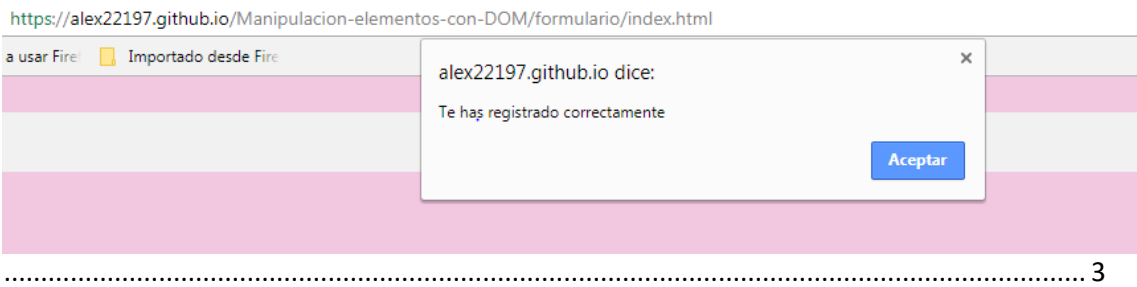 https://alex22197.github.io/Manipulacion-elementos-con-DOM/formulario/index.html
a usar Fire Importado desde Fire
alex22197.github.io dice:
Te has registrado correctamente
Aceptar
........................................................................................................................................................ 3